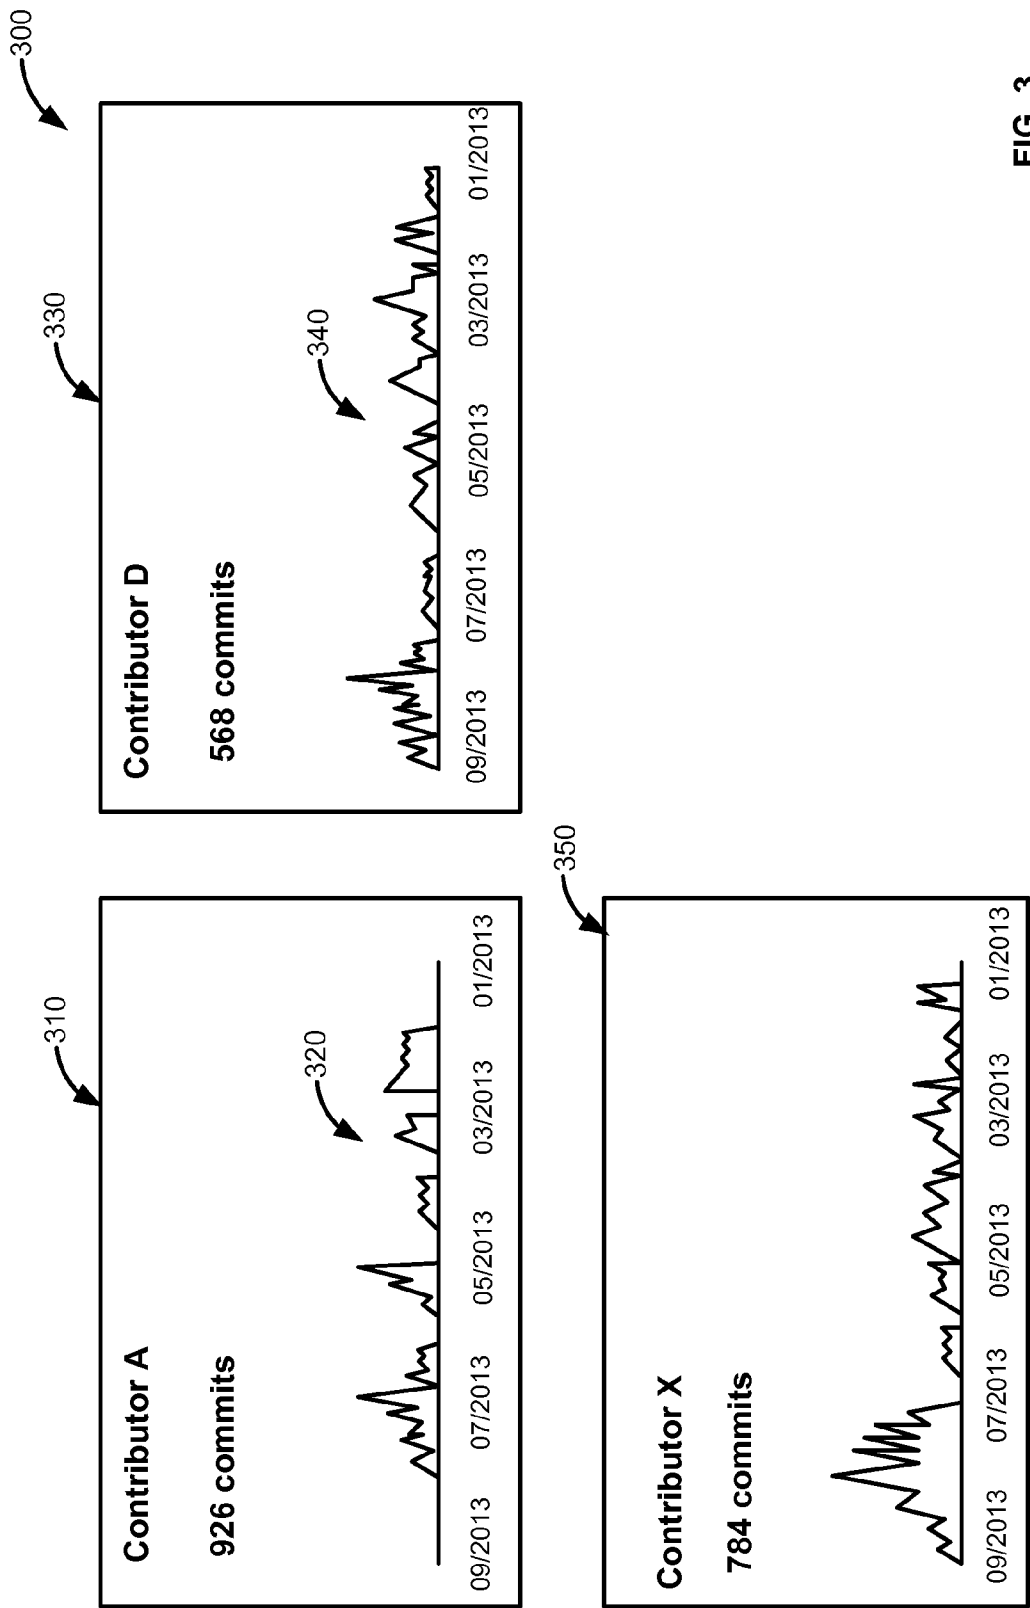 300
310
Contributor A
926 commits
320
09/2013 07/2013 05/2013 03/2013 01/2013
330
Contributor D
568 commits
340
09/2013 07/2013 05/2013 03/2013 01/2013
350
Contributor X
784 commits
09/2013 07/2013 05/2013 03/2013 01/2013
FIG. 3